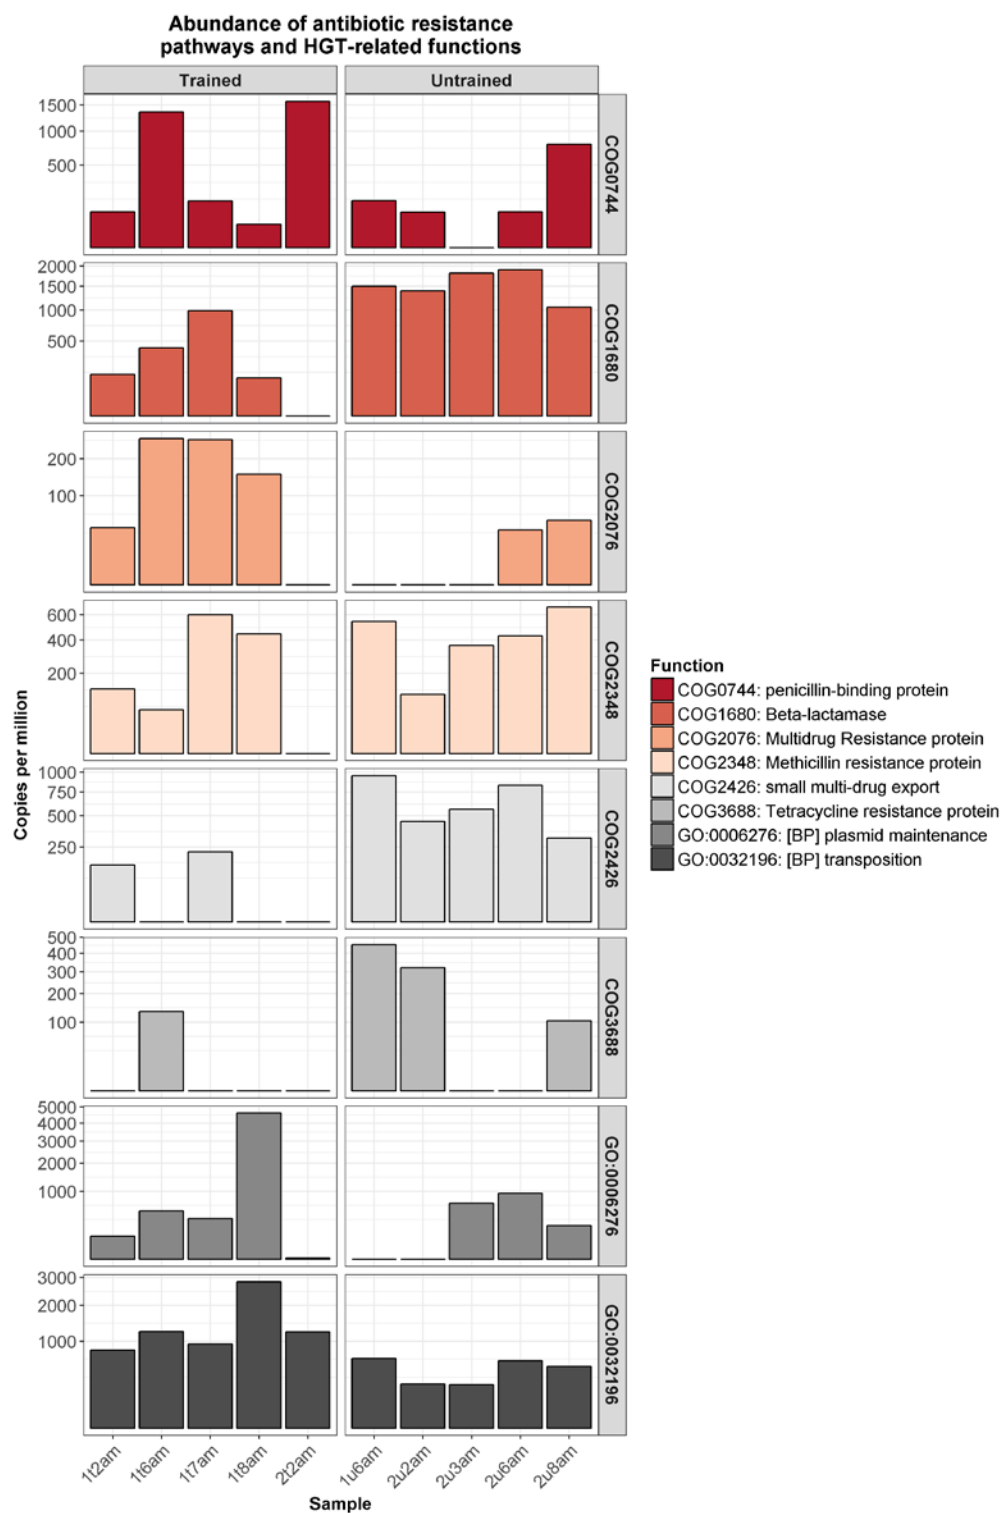 Abundance of antibiotic resistance
pathways and HGT-related functions
Trained
Untrained
1500
1000
500
COG0744
2000
1500
1000
500
COG1680
200
100
COG2076
600
400
200
COG2348
1000
750
500
250
COG2426
500
400
300
200
100
COG3688
5000
4000
3000
2000
1000
GO:0006276
3000
2000
1000
GO:0032196
Copies per million
1t2am
1t6am
1t7am
1t8am
2t2am
1u6am
2u2am
2u3am
2u6am
2u8am
Sample
Function
COG0744: penicillin-binding protein
COG1680: Beta-lactamase
COG2076: Multidrug Resistance protein
COG2348: Methicillin resistance protein
COG2426: small multi-drug export
COG3688: Tetracycline resistance protein
GO:0006276: [BP] plasmid maintenance
GO:0032196: [BP] transposition